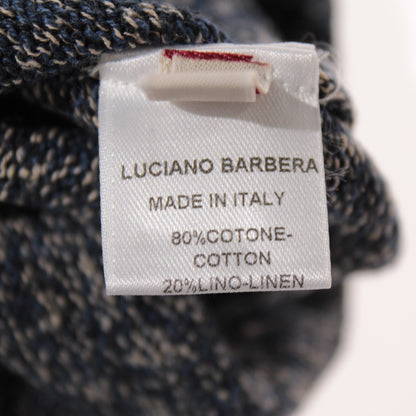 LUCIANO BARBERA
MADE IN ITALY
80%COTONE-
COTTON
20%LINO-LINEN